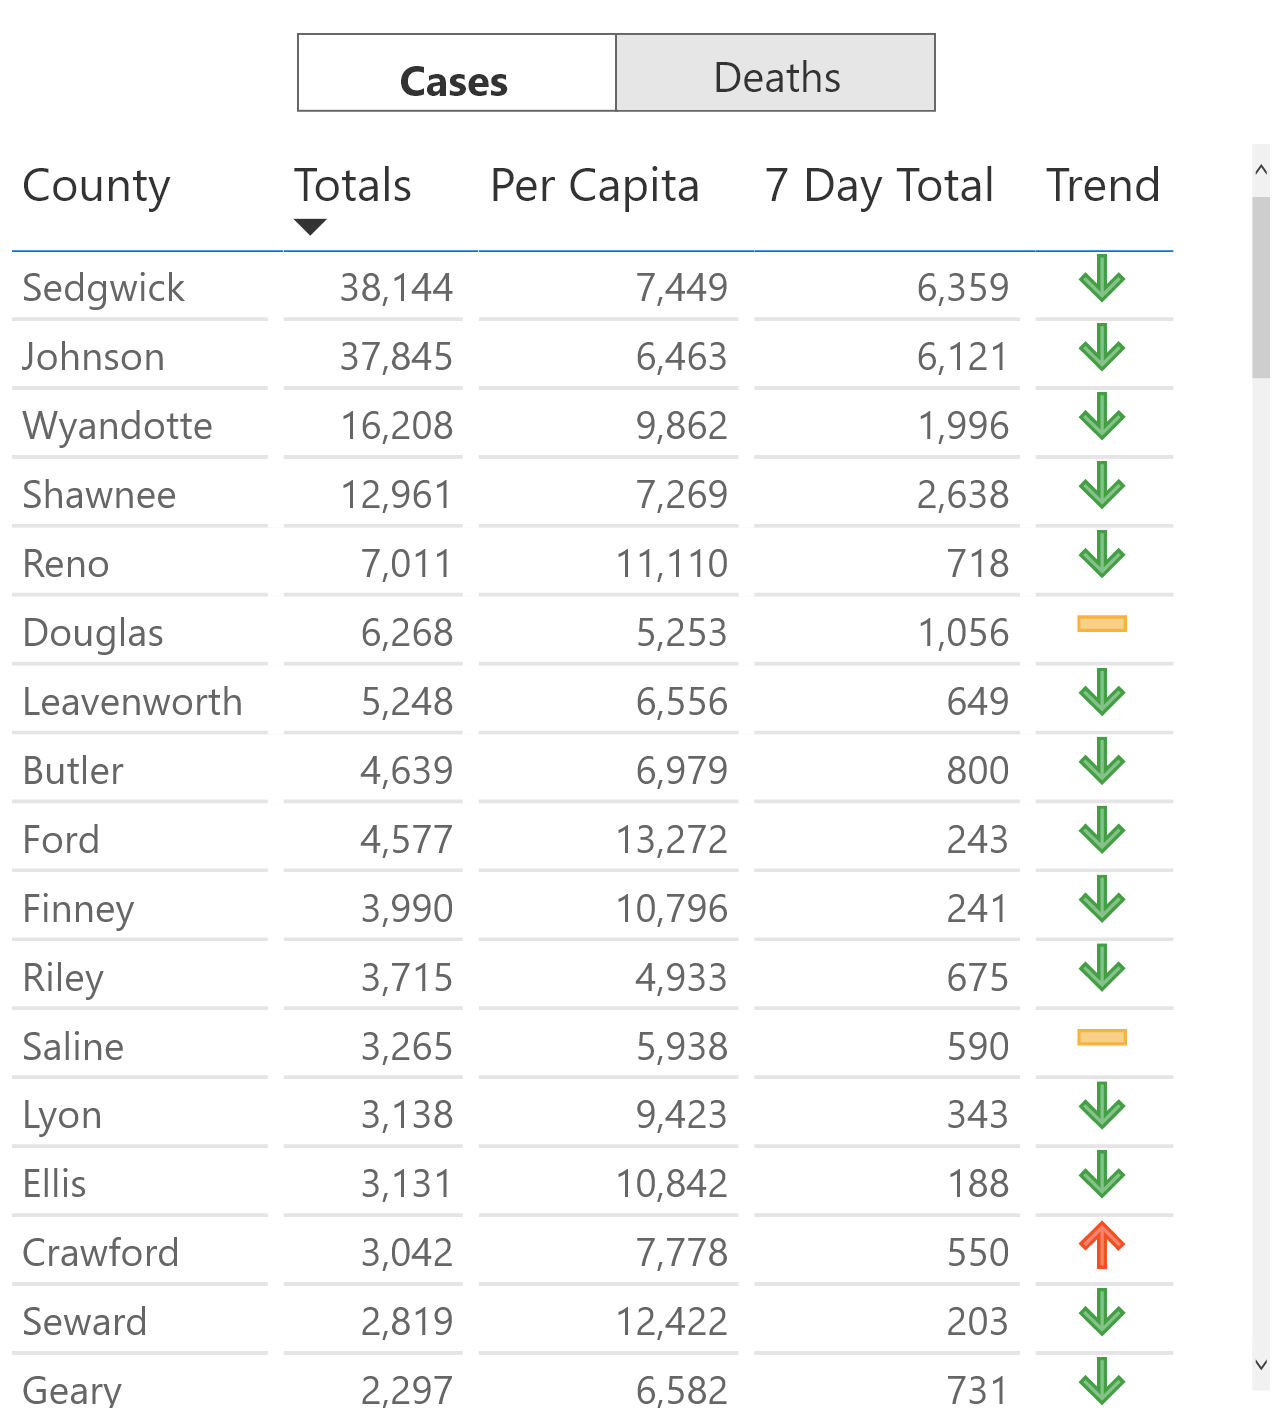 Cases Deaths
County Totals Per Capita 7 Day Total Trend
Sedgwick 38,144 7,449 6,359
Johnson 37,845 6,463 6,121
Wyandotte 16,208 9,862 1,996
Shawnee 12,961 7,269 2,638
Reno 7,011 11,110 718
Douglas 6,268 5,253 1,056
Leavenworth 5,248 6,556 649
Butler 4,639 6,979 800
Ford 4,577 13,272 243
Finney 3,990 10,796 241
Riley 3,715 4,933 675
Saline 3,265 5,938 590
Lyon 3,138 9,423 343
Ellis 3,131 10,842 188
Crawford 3,042 7,778 550
Seward 2,819 12,422 203
Geary 2,297 6,582 731